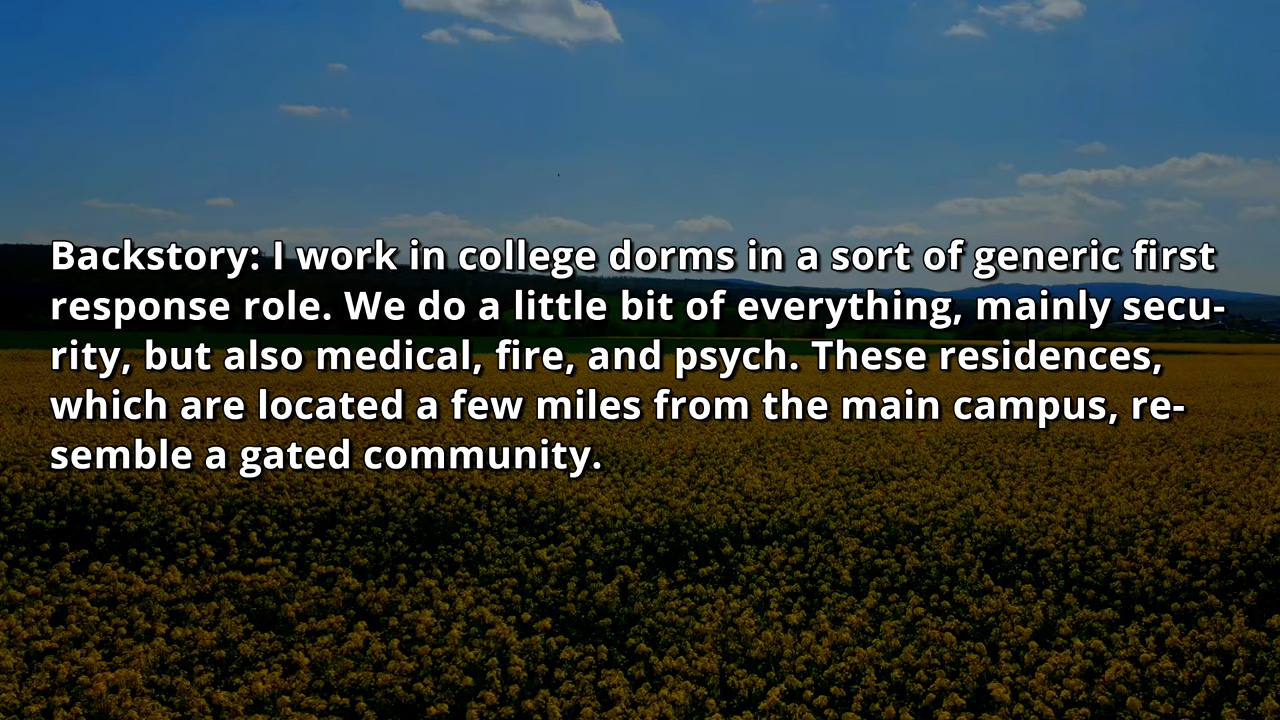 Backstory: I work in college dorms in a sort of generic first
response role. We do a little bit of everything, mainly secu-
rity, but also medical, fire, and psych. These residences,
which are located a few miles from the main campus, re-
semble a gated community.